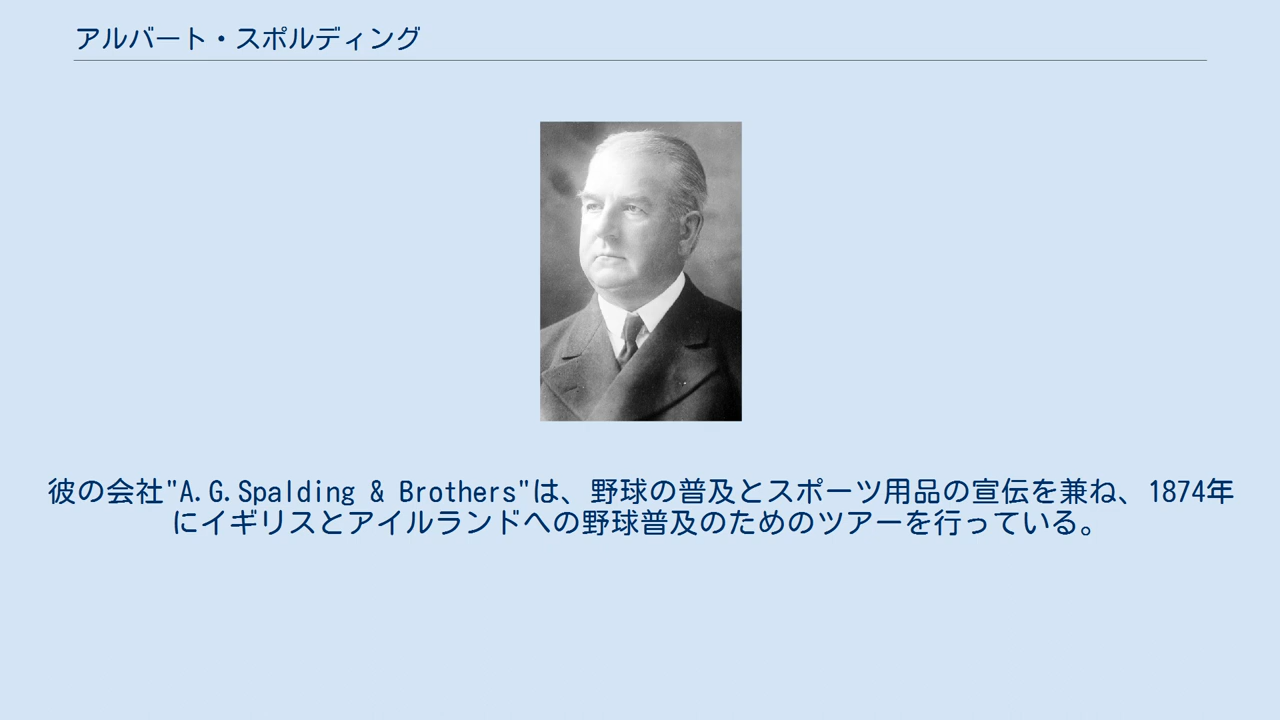 アルバート・スポルディング
彼の会社"A.G.Spalding & Brothers"は、野球の普及とスポーツ用品の宣伝を兼ね、1874年
にイギリスとアイルランドへの野球普及のためのツアーを行っている。